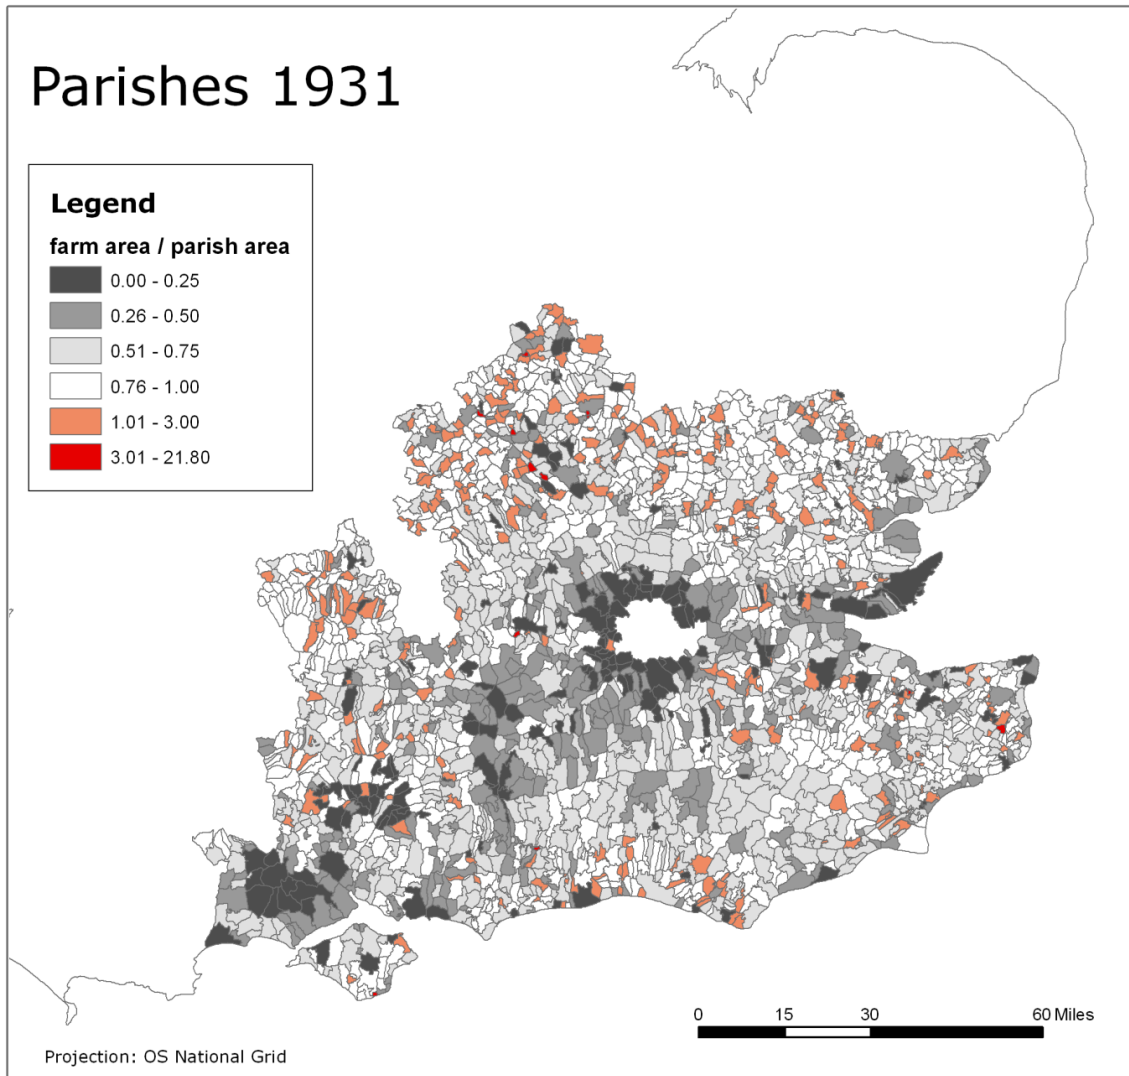 Parishes 1931
Legend
farm area / parish area
0.00 - 0.25
0.26 - 0.50
0.51 - 0.75
0.76 - 1.00
1.01 - 3.00
3.01 - 21.80
0 15 30 60 Miles
Projection: OS National Grid